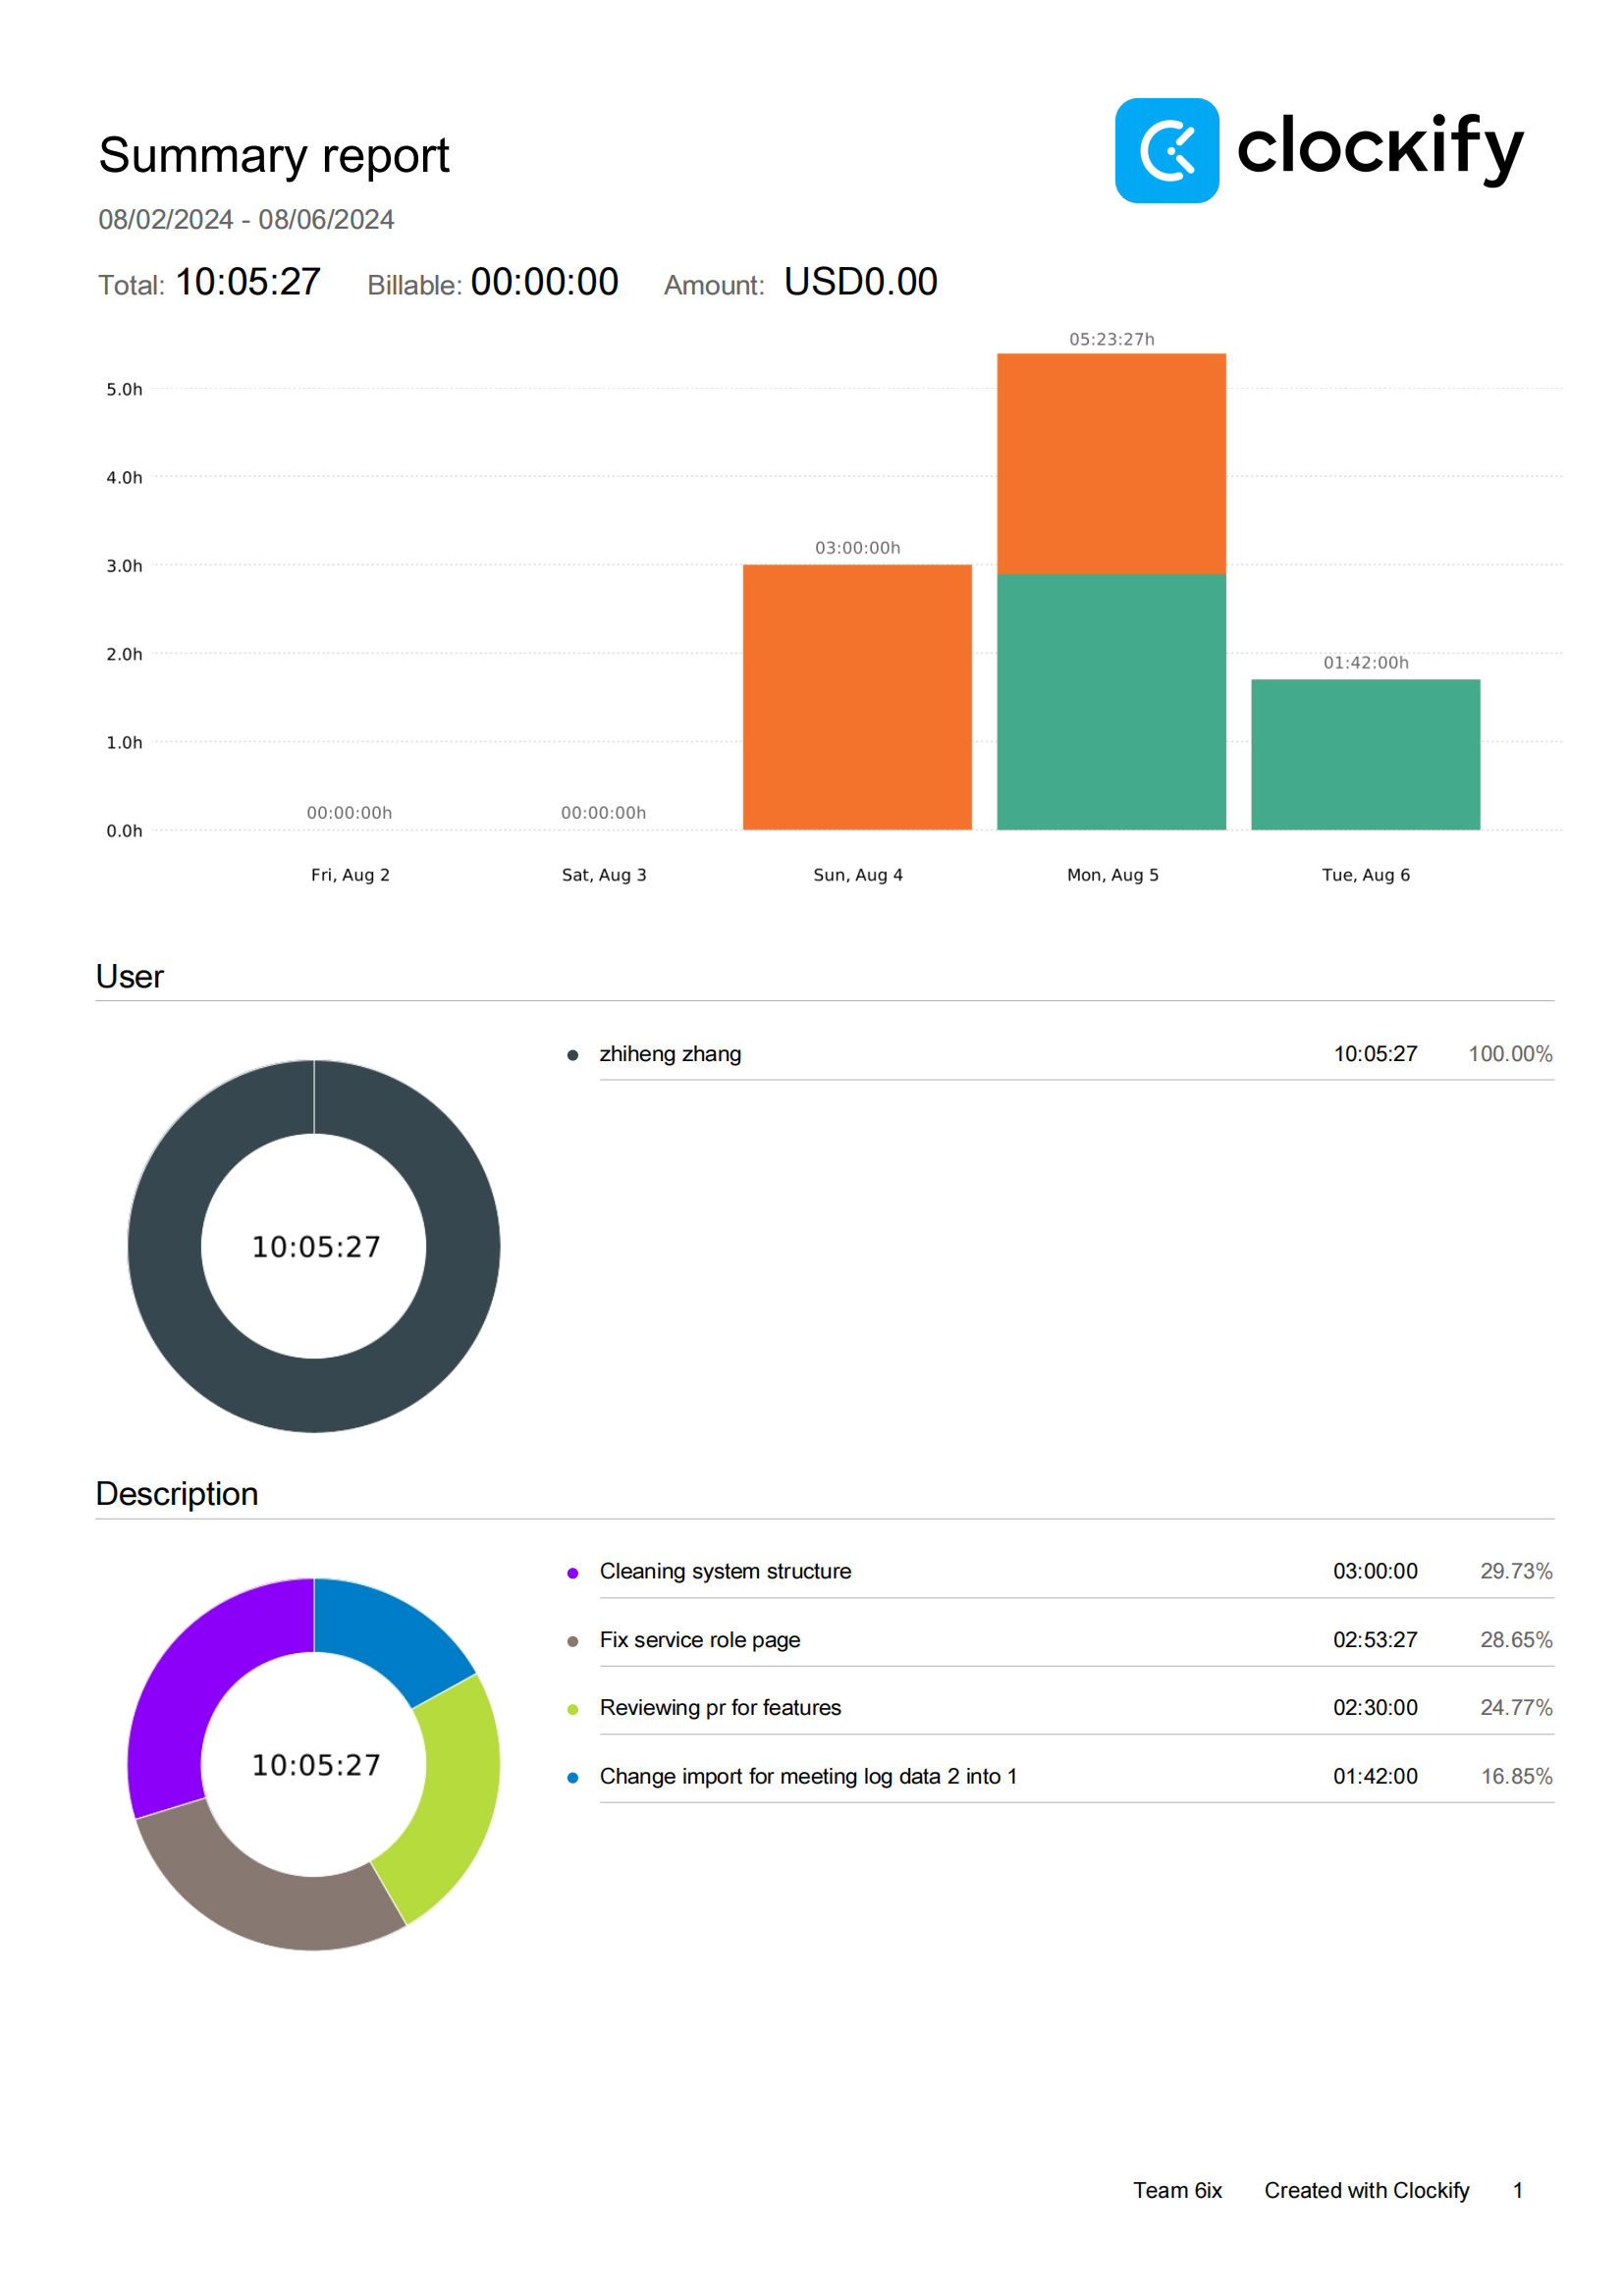 Summary report
clockify
08/02/2024 - 08/06/2024
Total: 10:05:27 Billable: 00:00:00 Amount: USD0.00
05:23:27h
5.0h
4.0h
03:00:00h
3.0h
2.0h
01:42:00h
1.0h
00:00:00h 00:00:00h
0.0h
Fri, Aug 2 Sat, Aug 3 Sun, Aug 4 Mon, Aug 5 Tue, Aug 6
User
zhiheng zhang 10:05:27 100.00%
10:05:27
Description
Cleaning system structure 03:00:00 29.73%
Fix service role page 02:53:27 28.65%
Reviewing pr for features 02:30:00 24.77%
10:05:27
Change import for meeting log data 2 into 1 01:42:00 16.85%
Team 6ix Created with Clockify 1